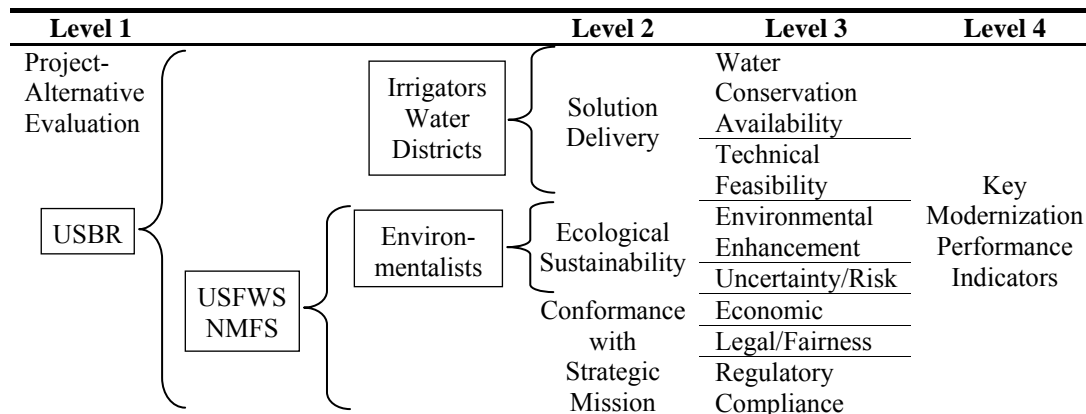 Level 1 Level 2 Level 3 Level 4
Project-
Alternative
Evaluation
USBR
USFWS
NMFS
Irrigators
Water
Districts
Environ-
mentalists
Solution
Delivery
Ecological
Sustainability
Conformance
with
Strategic
Mission
Water
Conservation
Availability
Technical
Feasibility
Environmental
Enhancement
Uncertainty/Risk
Economic
Legal/Fairness
Regulatory
Compliance
Key
Modernization
Performance
Indicators